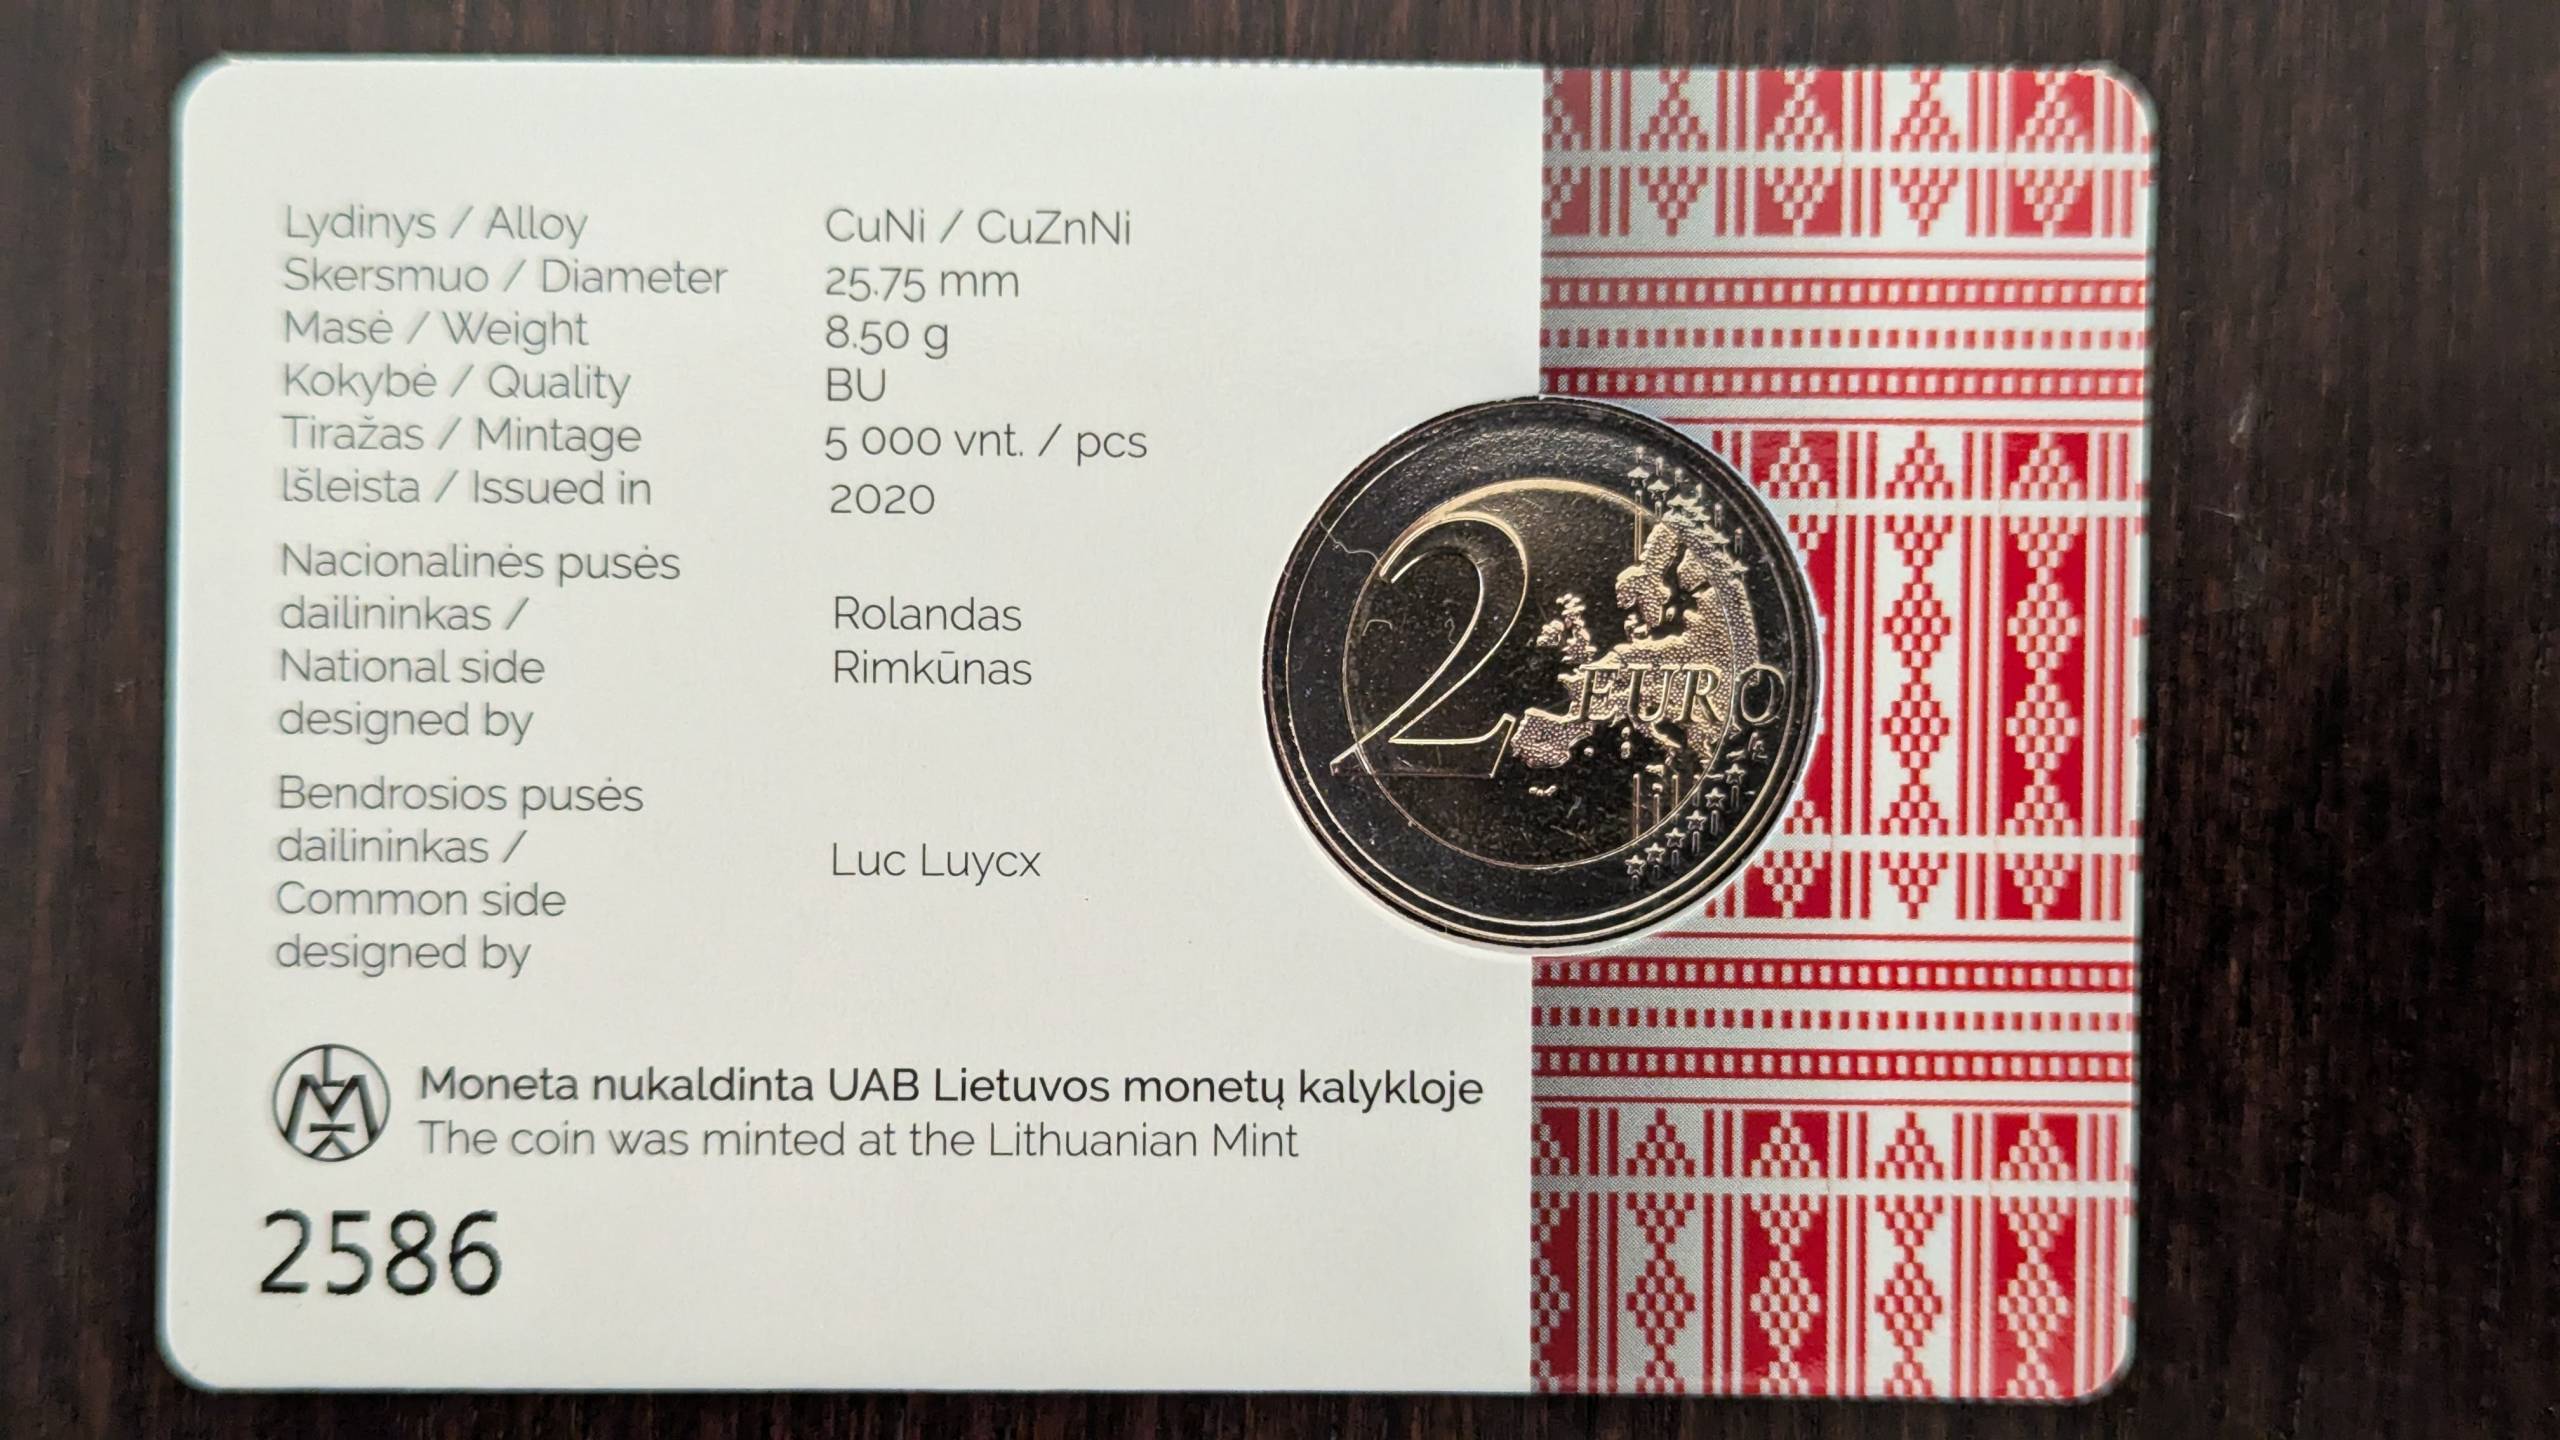 Lydinys / Alloy CuNi / CuZnNi
Skersmuo / Diameter 25.75 mm
Masė / Weight 8.50 g
Kokybė / Quality BU
Tiražas / Mintage 5 000 vnt. / pcs
Išleista / Issued in 2020
Nacionalinės pusės
dailininkas /
National side
designed by
Rolandas
Rimkūnas
Bendrosios pusės
dailininkas /
Common side
designed by
Luc Luycx
2 EURO
LMK
Moneta nukaldinta UAB Lietuvos monetų kalykloje
The coin was minted at the Lithuanian Mint
2586